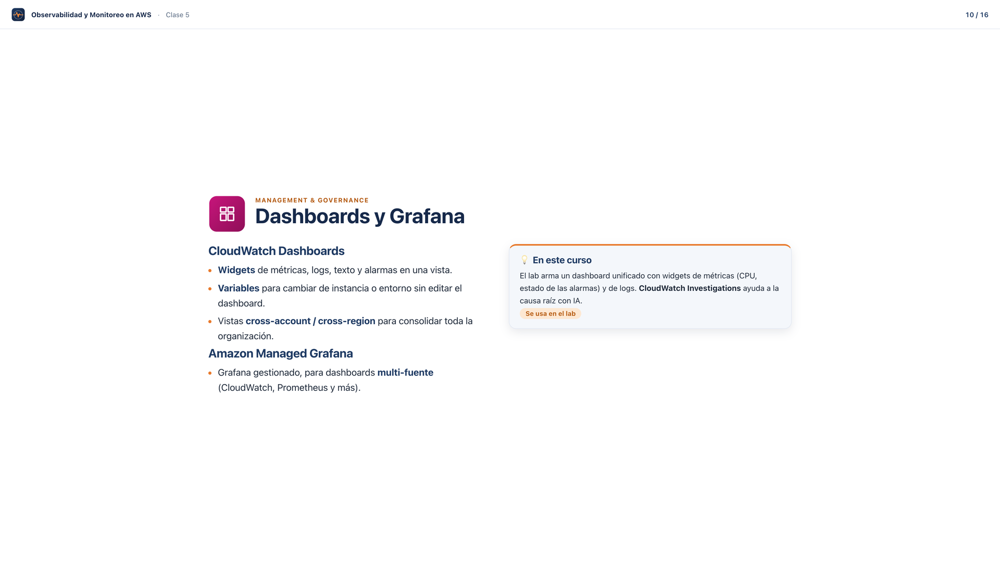 Observabilidad y Monitoreo en AWS · Clase 5
10 / 16
MANAGEMENT & GOVERNANCE
Dashboards y Grafana
CloudWatch Dashboards
• Widgets de métricas, logs, texto y alarmas en una vista.
• Variables para cambiar de instancia o entorno sin editar el
dashboard.
• Vistas cross-account / cross-region para consolidar toda la
organización.
Amazon Managed Grafana
• Grafana gestionado, para dashboards multi-fuente
(CloudWatch, Prometheus y más).
💡 En este curso
El lab arma un dashboard unificado con widgets de métricas (CPU,
estado de las alarmas) y de logs. CloudWatch Investigations ayuda a la
causa raíz con IA.
Se usa en el lab